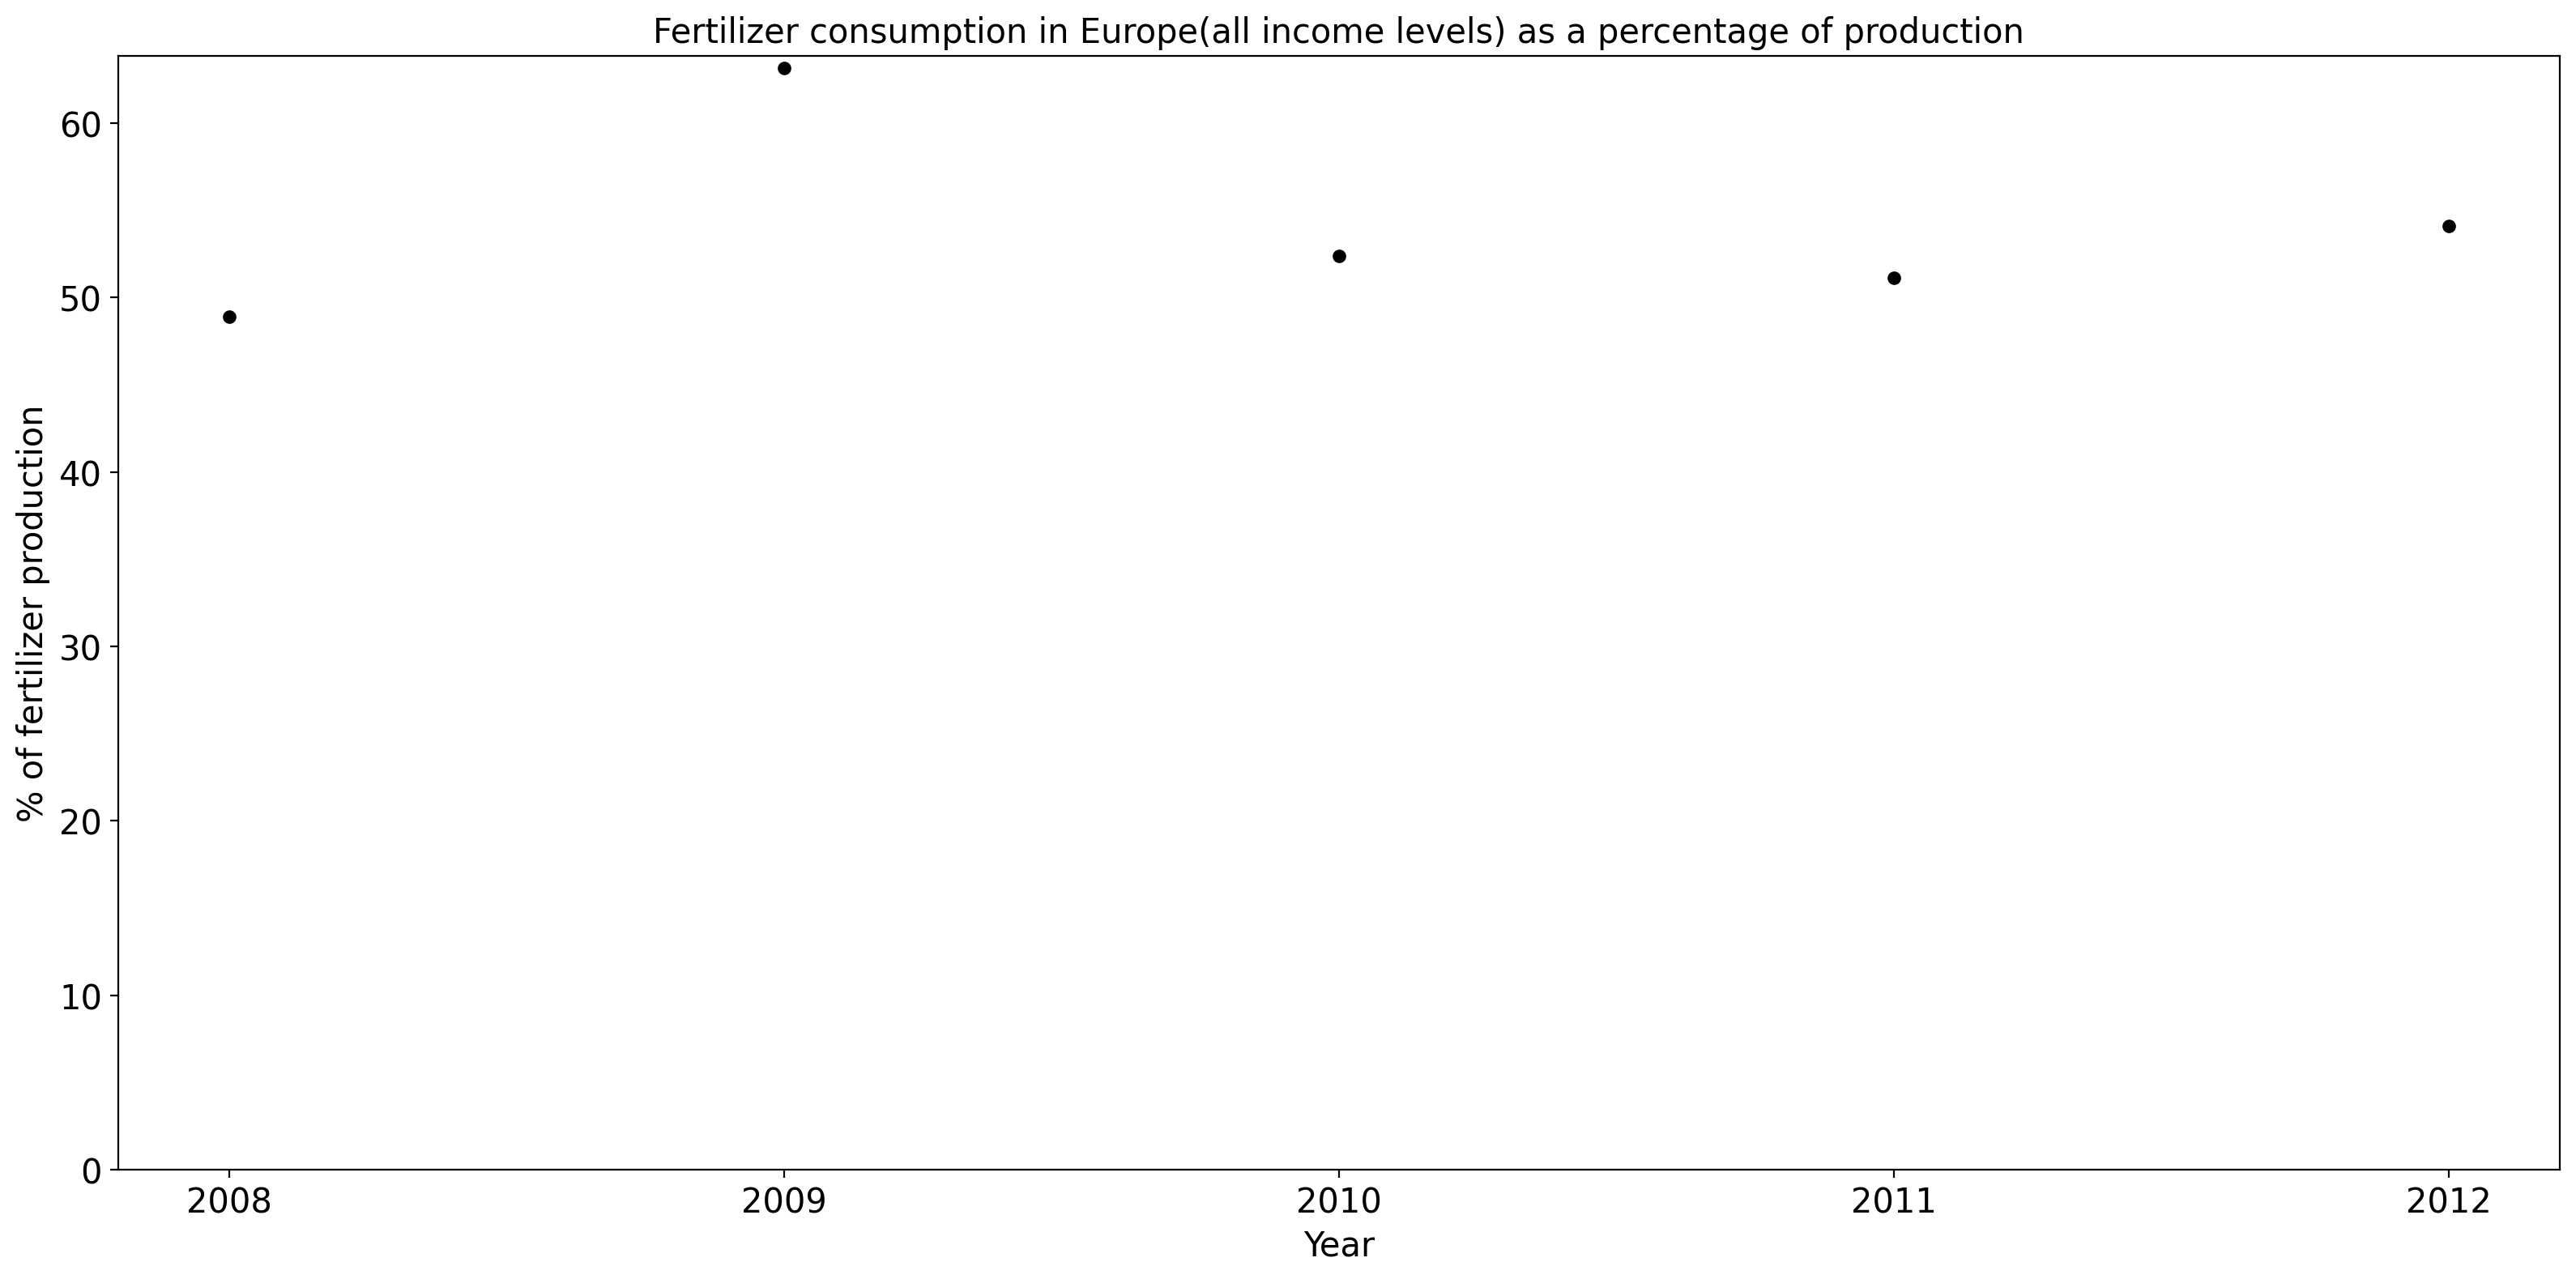 Fertilizer consumption in Europe(all income levels) as a percentage of production
% of fertilizer production
60
50
40
30
20
10
0
2008 2009 2010 2011 2012
Year